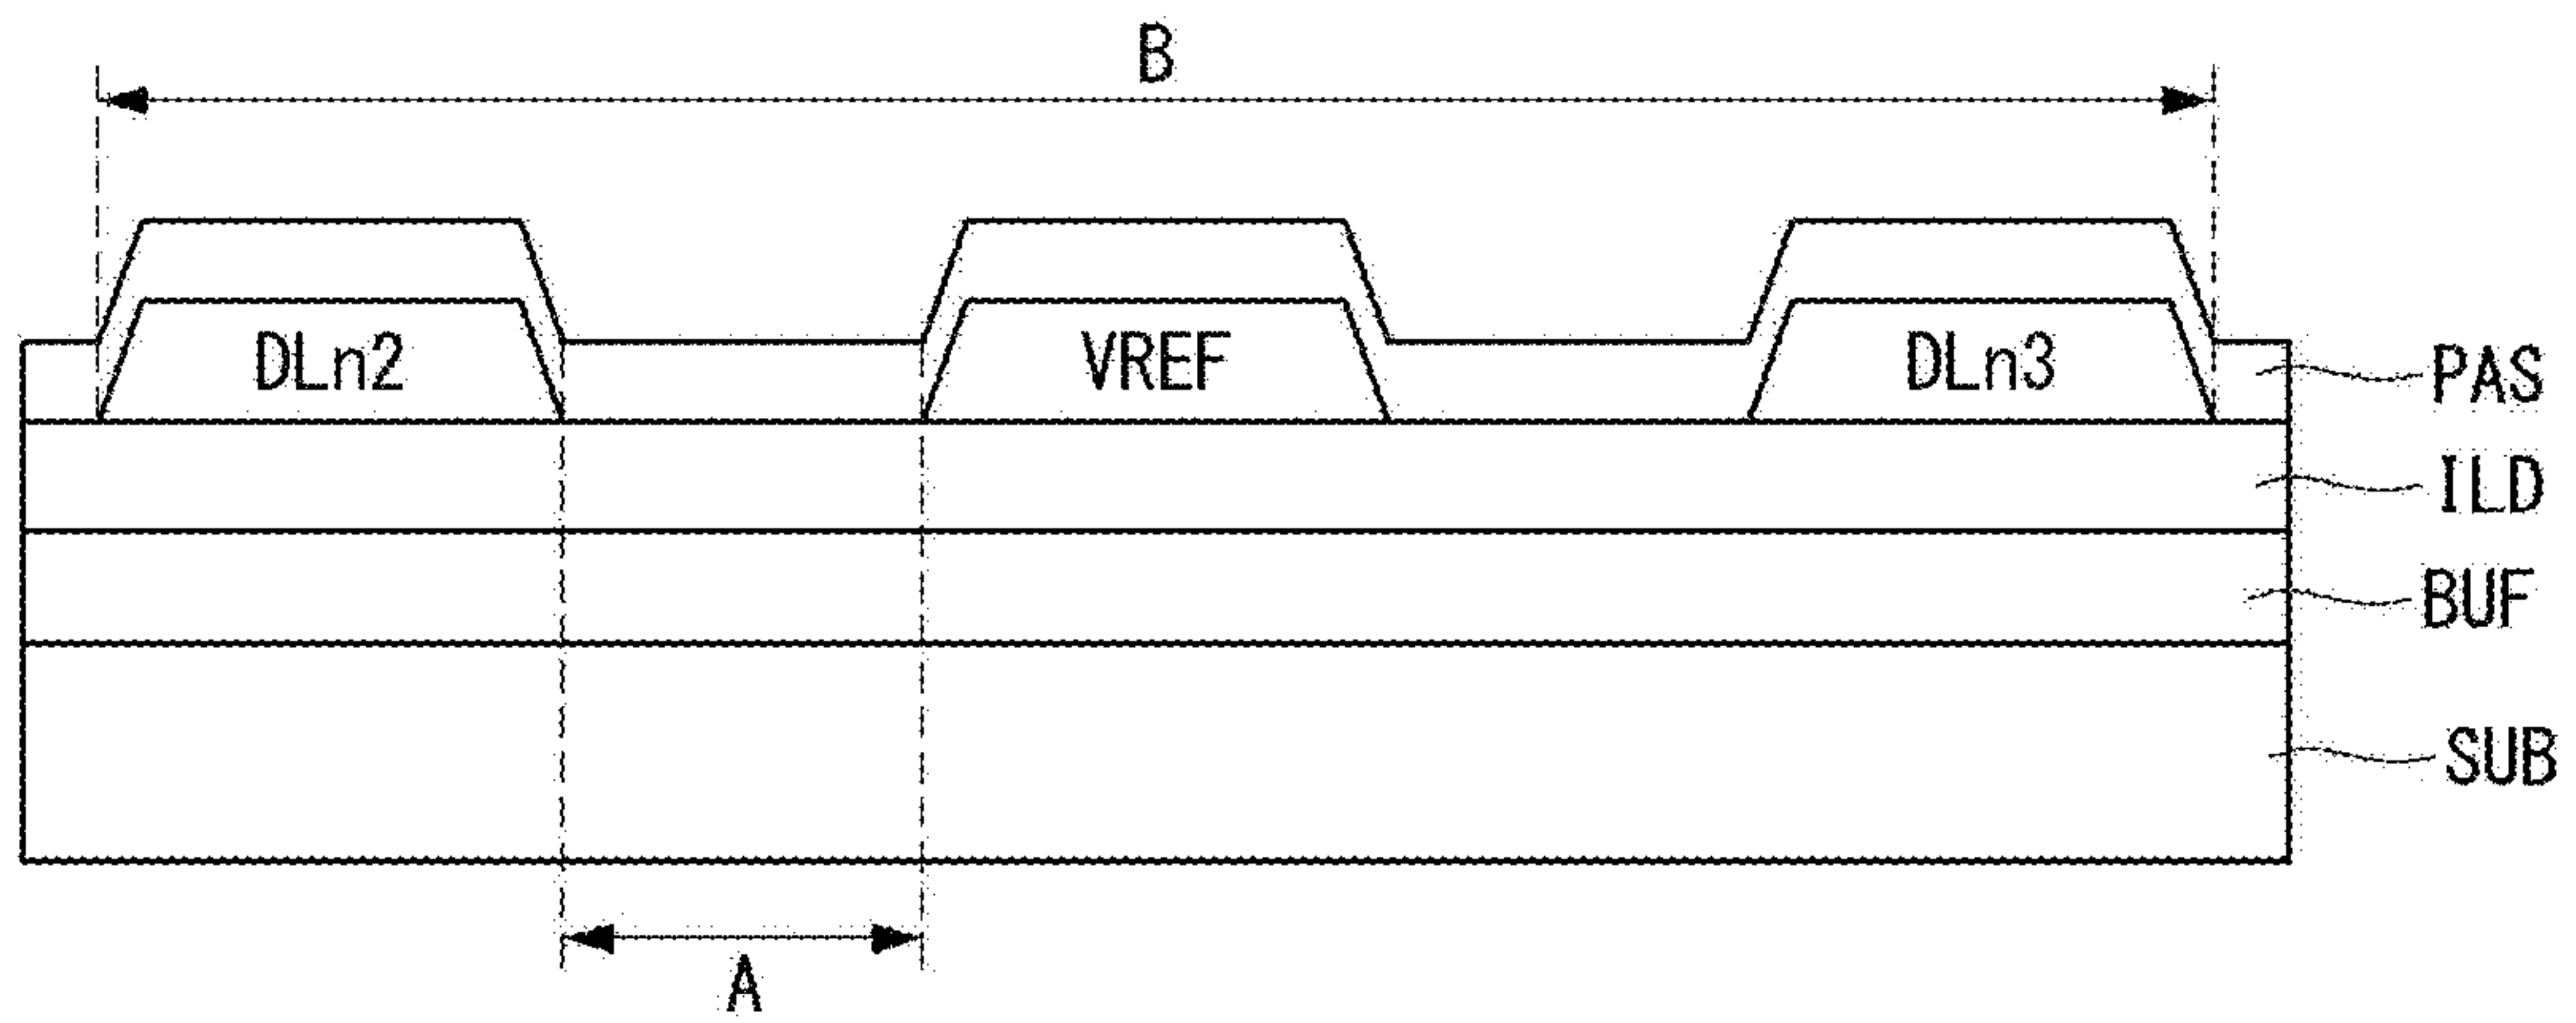 B
DLn2
VREF
DLn3
PAS
ILD
BUF
SUB
A